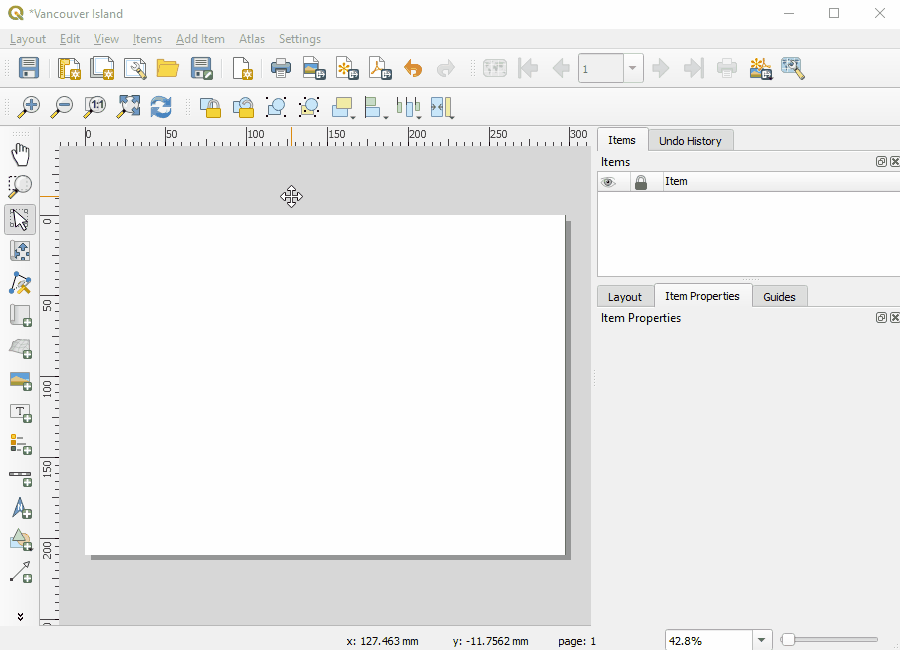 *Vancouver Island
Layout Edit View Items Add Item Atlas Settings
1
1:1
0 50 100 150 200 250 300
Items Undo History
Items
Item
0
50
100
150
200
T
Layout Item Properties Guides
Item Properties
x: 127.463 mm y: -11.7562 mm page: 1 42.8%